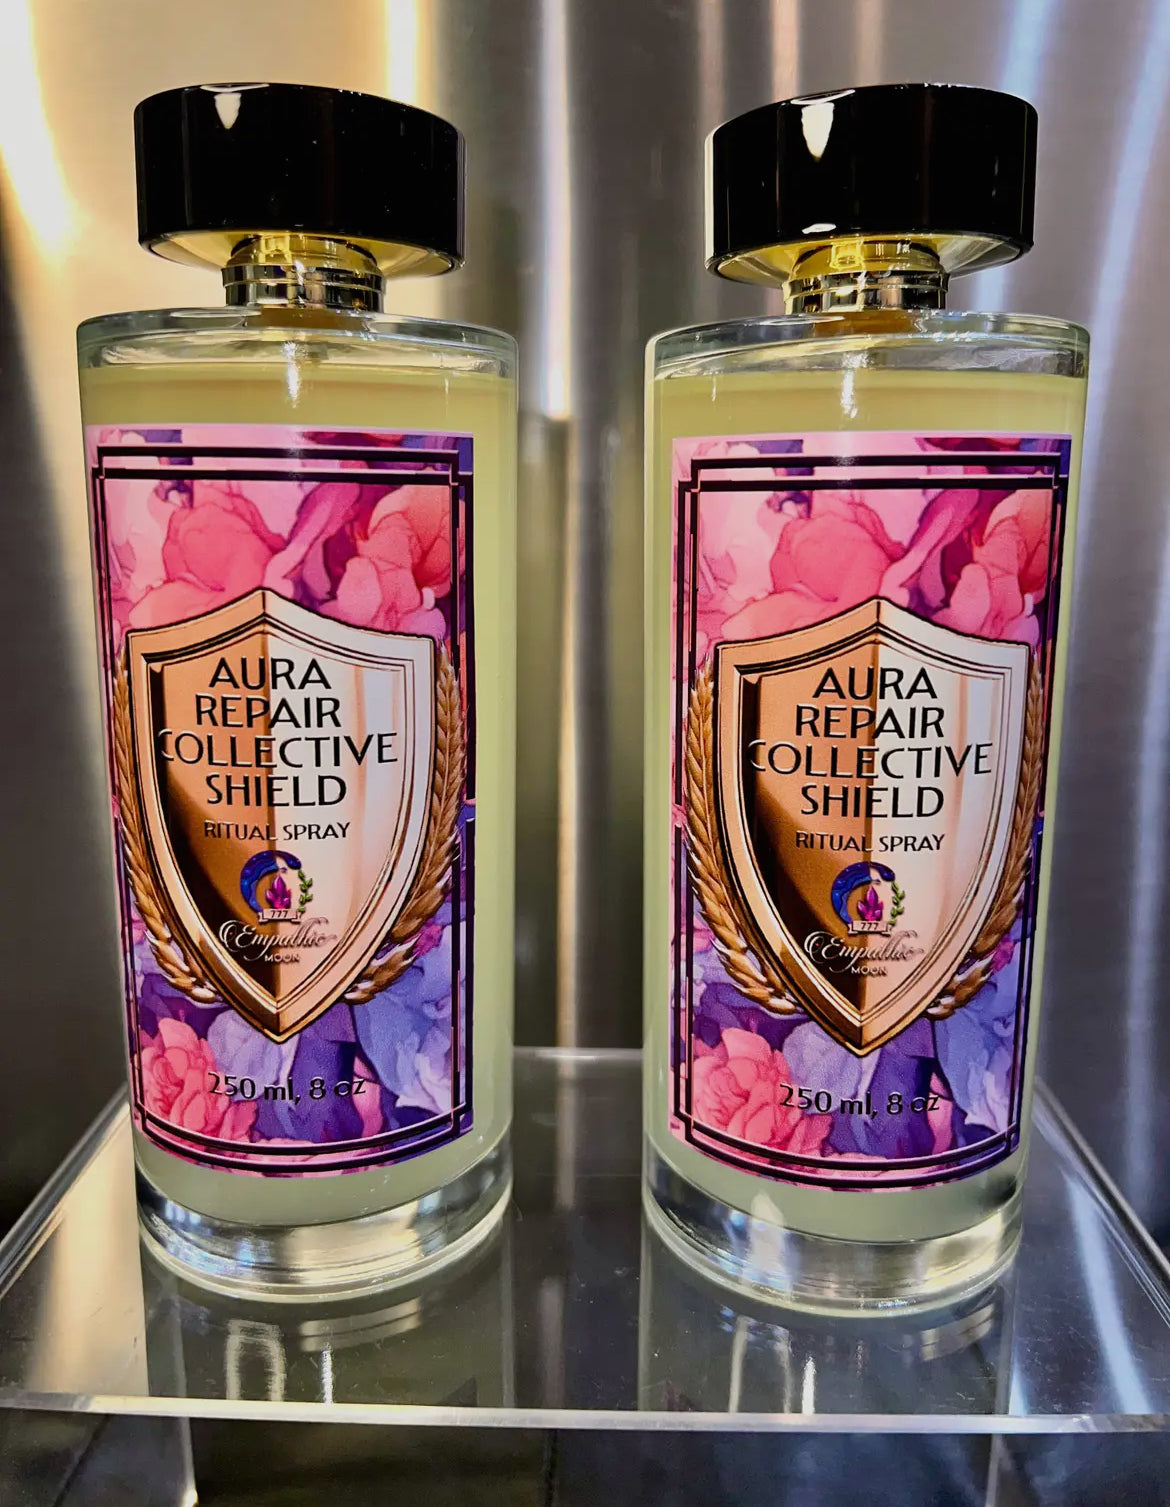 AURA
REPAIR
COLLECTIVE
SHIELD
RITUAL SPRAY
777
Empathic
MOON
250 ml, 8 oz
AURA
REPAIR
COLLECTIVE
SHIELD
RITUAL SPRAY
777
Empathic
MOON
250 ml, 8 oz